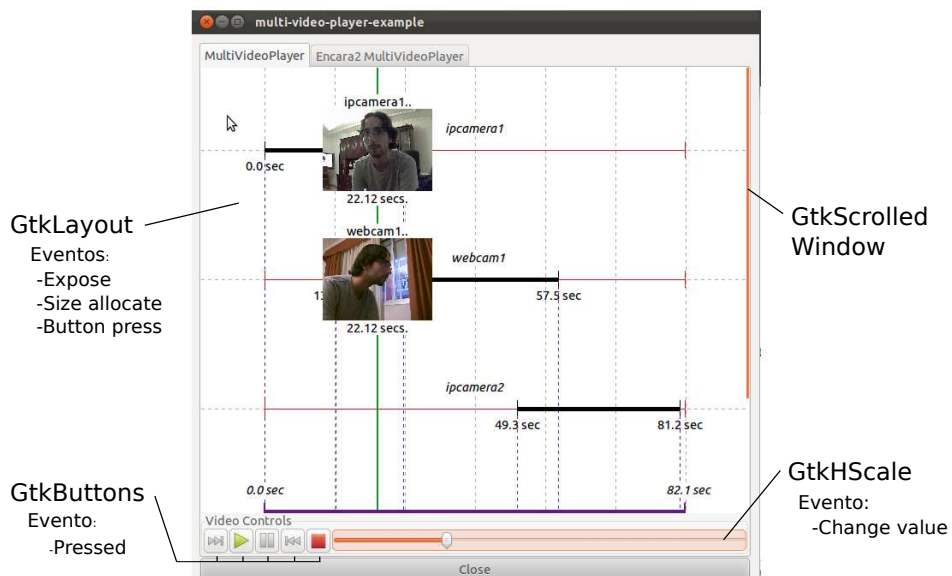 multi-video-player-example
MultiVideoPlayer
Encara2 MultiVideoPlayer
ipcamera1..
ipcamera1
0.0 sec
22.12 secs.
webcam1..
webcam1
57.5 sec
22.12 secs.
ipcamera2
49.3 sec
81.2 sec
0.0 sec
82.1 sec
Video Controls
Close
GtkLayout
Eventos:
-Expose
-Size allocate
-Button press
GtkButtons
Evento:
-Pressed
GtkScrolled
Window
GtkHScale
Evento:
-Change value